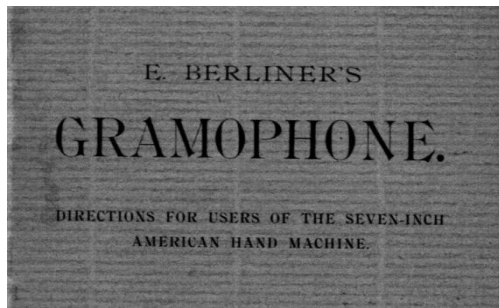 E. BERLINER'S
GRAMOPHONE.
DIRECTIONS FOR USERS OF THE SEVEN-INCH
AMERICAN HAND MACHINE.